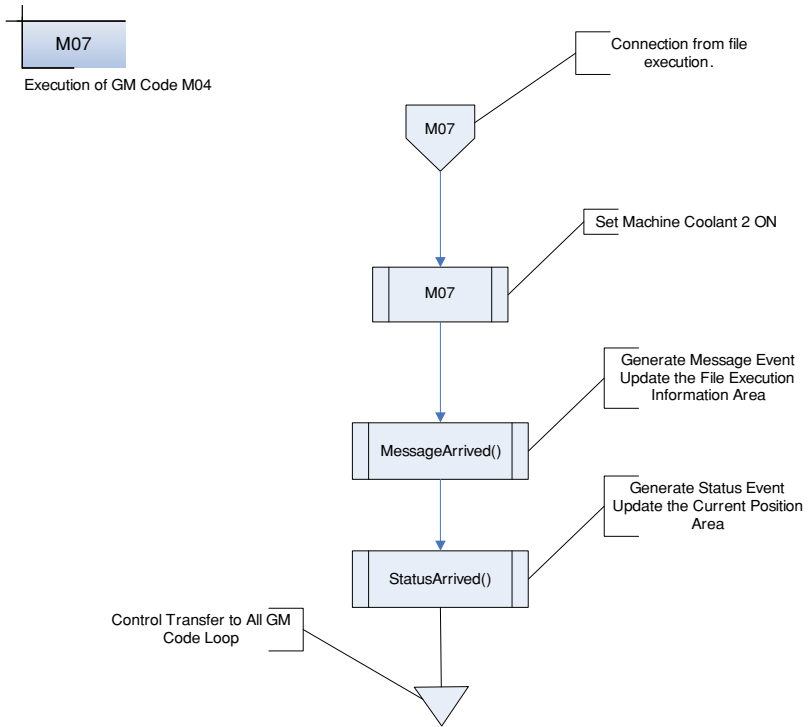 M07
Execution of GM Code M04
Connection from file
execution.
M07
Set Machine Coolant 2 ON
M07
Generate Message Event
Update the File Execution
Information Area
MessageArrived()
Generate Status Event
Update the Current Position
Area
StatusArrived()
Control Transfer to All GM
Code Loop